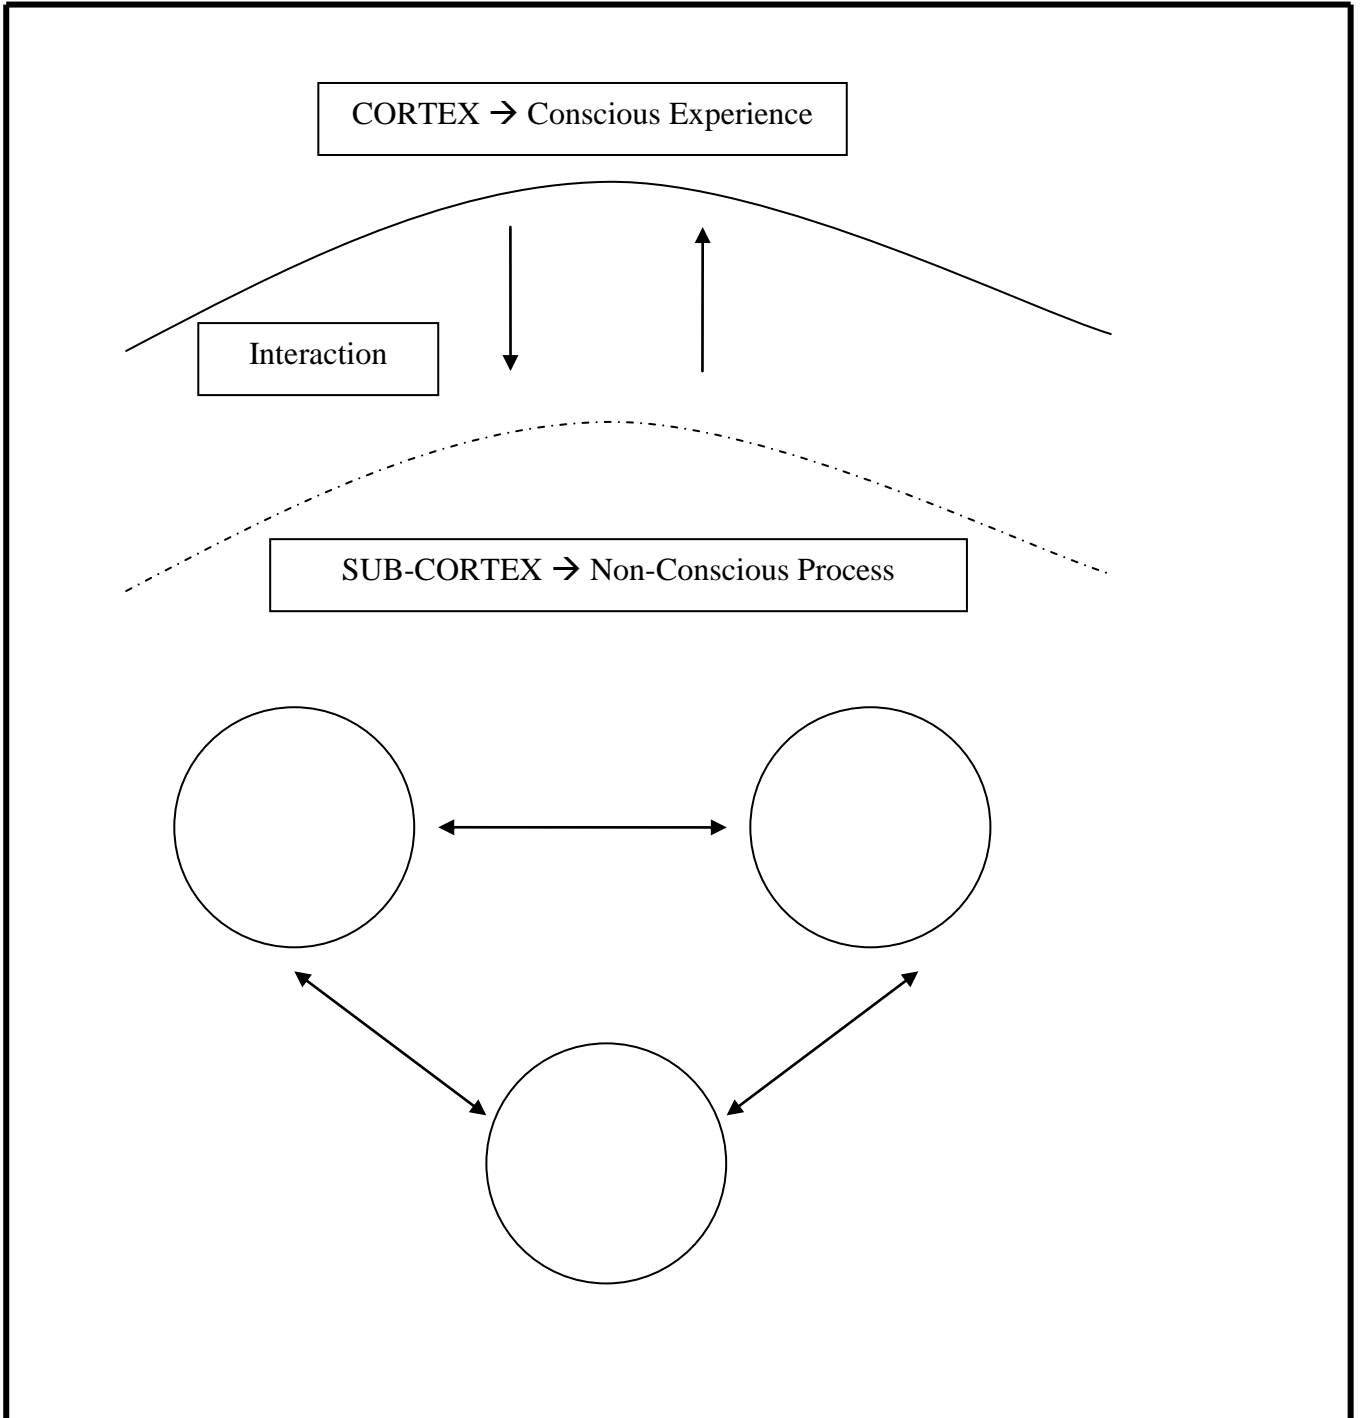 CORTEX → Conscious Experience
Interaction
SUB-CORTEX → Non-Conscious Process